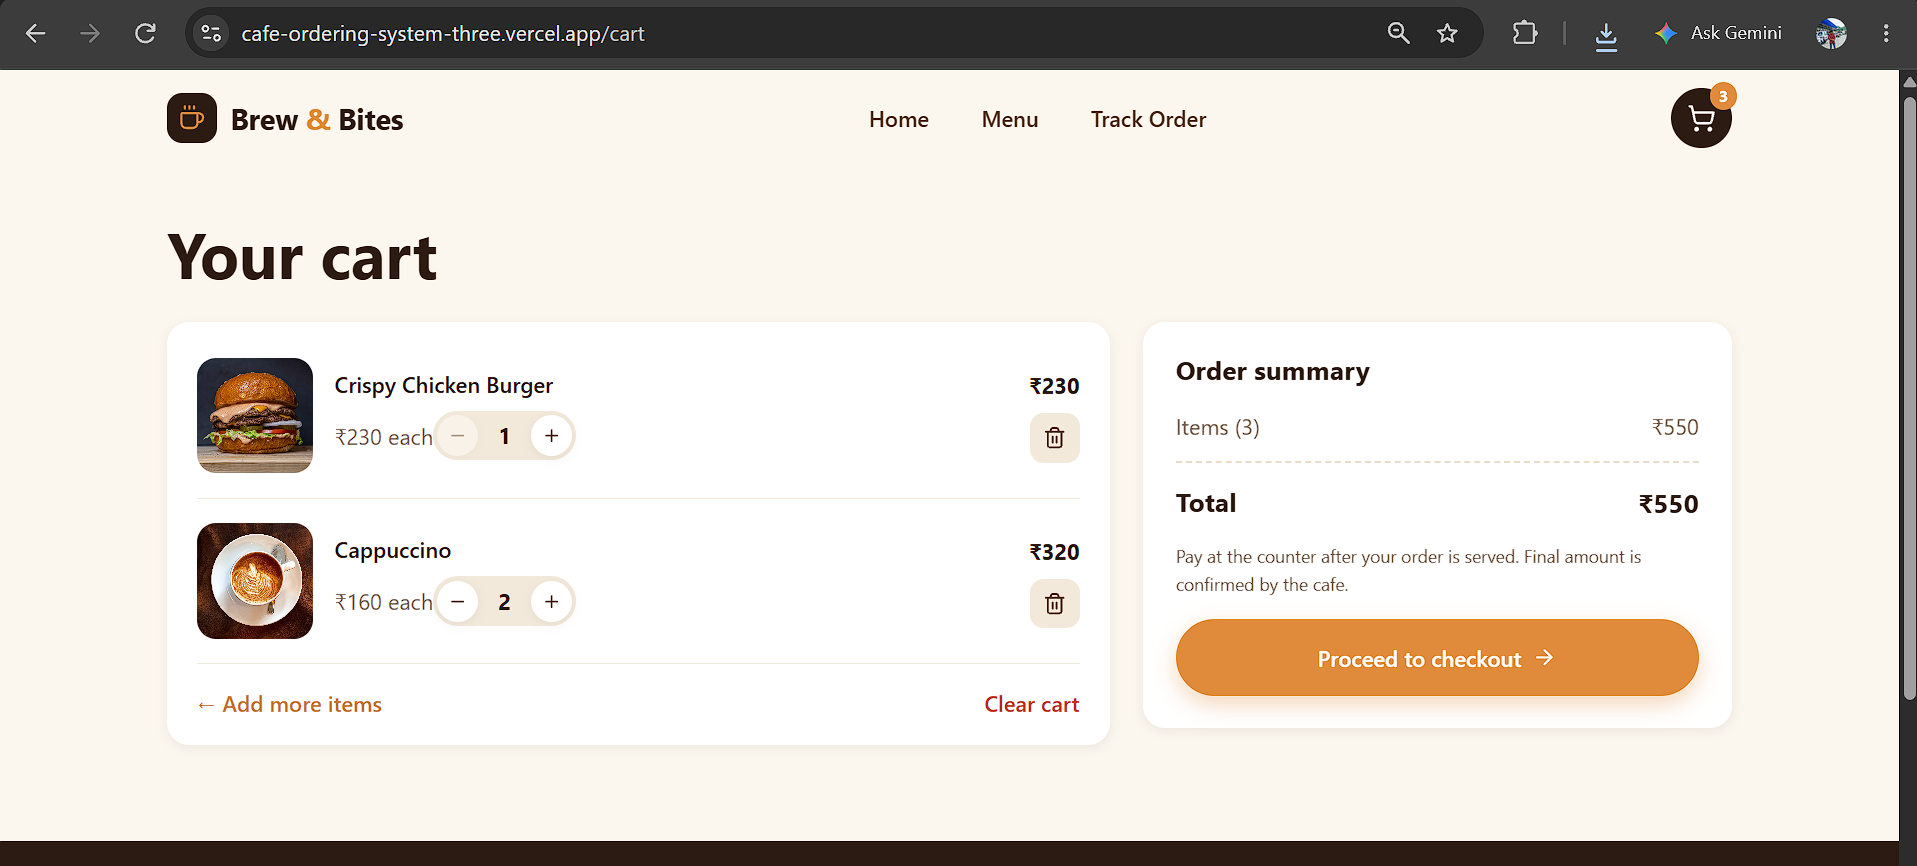 cafe-ordering-system-three.vercel.app/cart
Ask Gemini
Brew & Bites
Home
Menu
Track Order
3
Your cart
Crispy Chicken Burger
₹230
₹230 each
− 1 +
Cappuccino
₹320
₹160 each
− 2 +
← Add more items
Clear cart
Order summary
Items (3)
₹550
Total
₹550
Pay at the counter after your order is served. Final amount is
confirmed by the cafe.
Proceed to checkout →